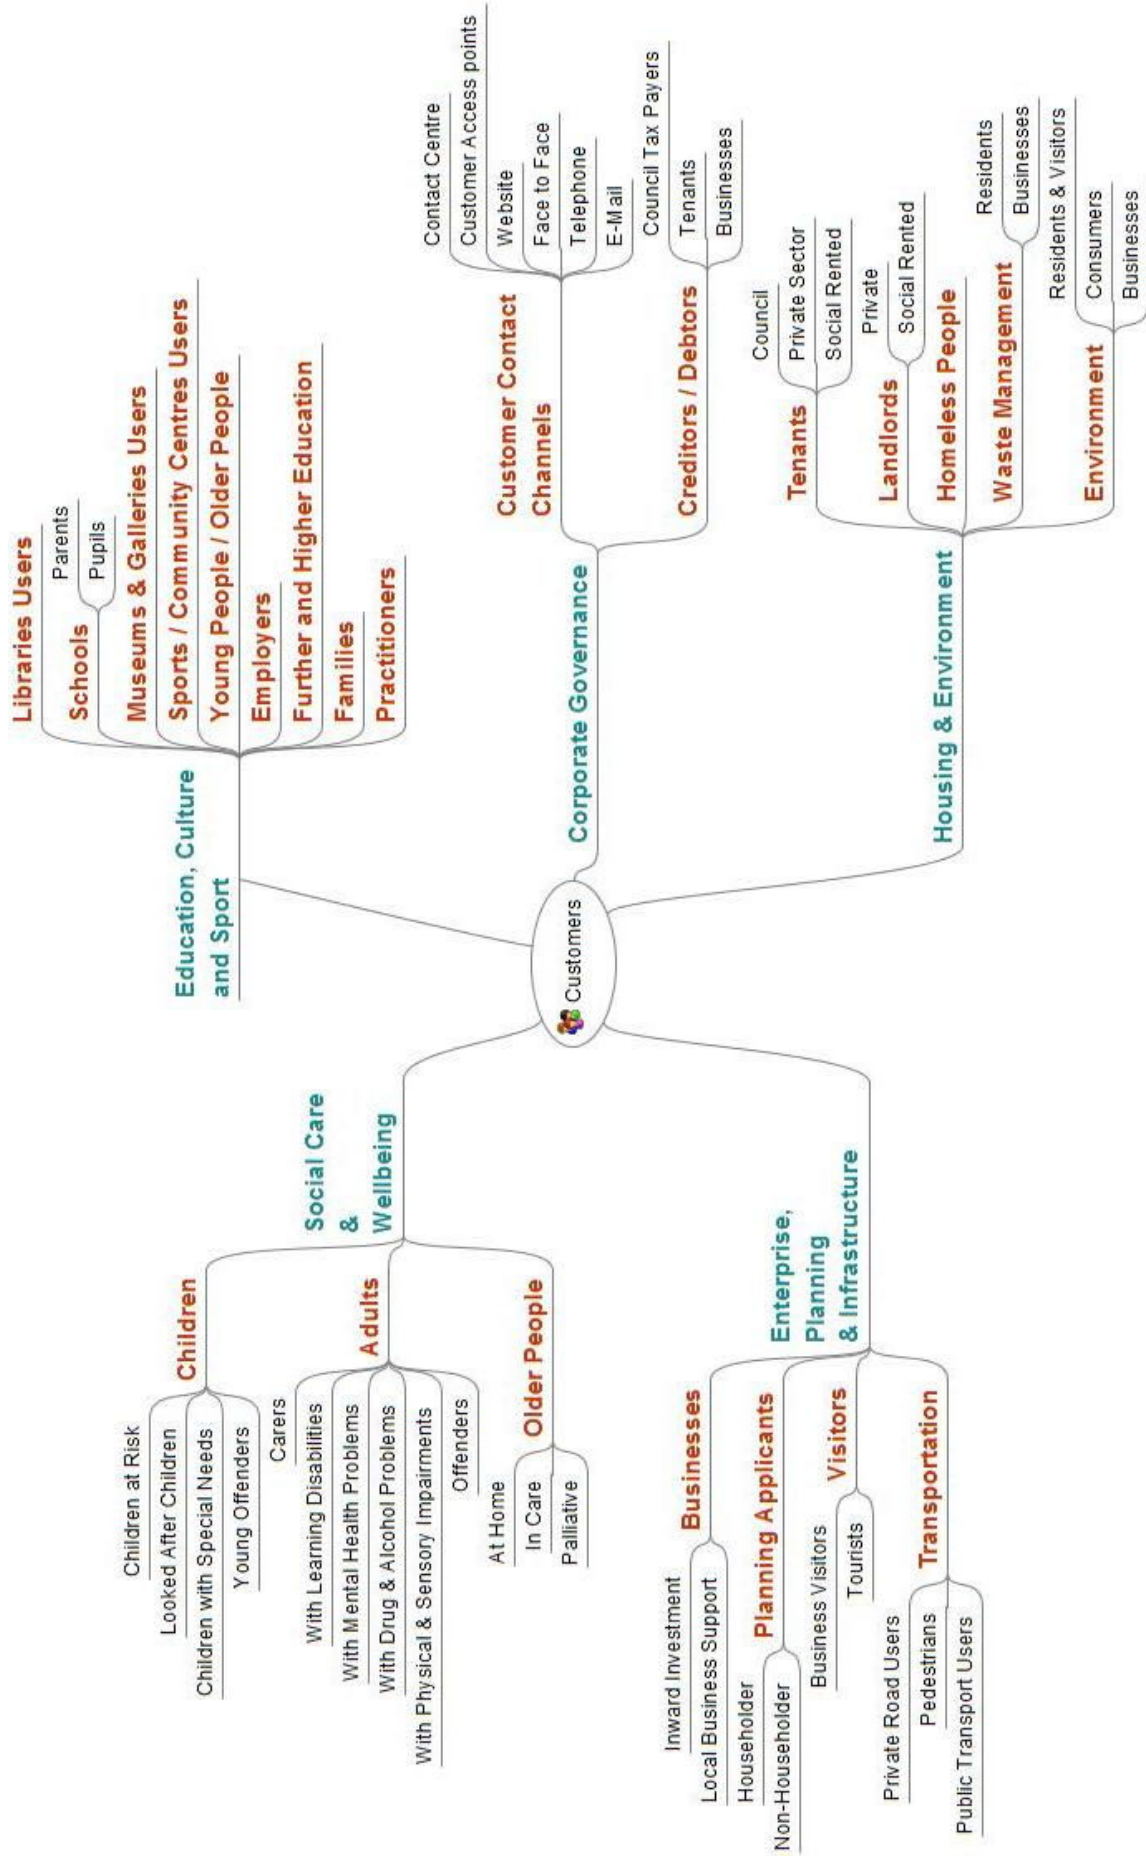 Customers
Social Care
&
Wellbeing
Children
Children at Risk
Looked After Children
Children with Special Needs
Young Offenders
Adults
Carers
With Learning Disabilities
With Mental Health Problems
With Drug & Alcohol Problems
With Physical & Sensory Impairments
Offenders
Older People
At Home
In Care
Palliative
Enterprise,
Planning
& Infrastructure
Businesses
Inward Investment
Local Business Support
Planning Applicants
Householder
Non-Householder
Visitors
Business Visitors
Tourists
Transportation
Private Road Users
Pedestrians
Public Transport Users
Education, Culture
and Sport
Libraries Users
Schools
Parents
Pupils
Museums & Galleries Users
Sports / Community Centres Users
Young People / Older People
Employers
Further and Higher Education
Families
Practitioners
Corporate Governance
Customer Contact
Channels
Contact Centre
Customer Access points
Website
Face to Face
Telephone
E-Mail
Creditors / Debtors
Council Tax Payers
Tenants
Businesses
Housing & Environment
Tenants
Council
Private Sector
Social Rented
Landlords
Private
Social Rented
Homeless People
Waste Management
Residents
Businesses
Environment
Residents & Visitors
Consumers
Businesses